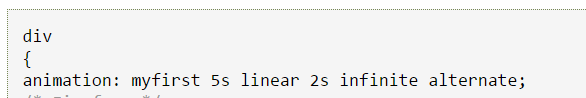 div
{
animation: myfirst 5s linear 2s infinite alternate;